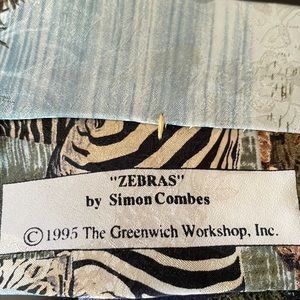 "ZEBRAS"
by Simon Combes
©1995 The Greenwich Workshop, Inc.